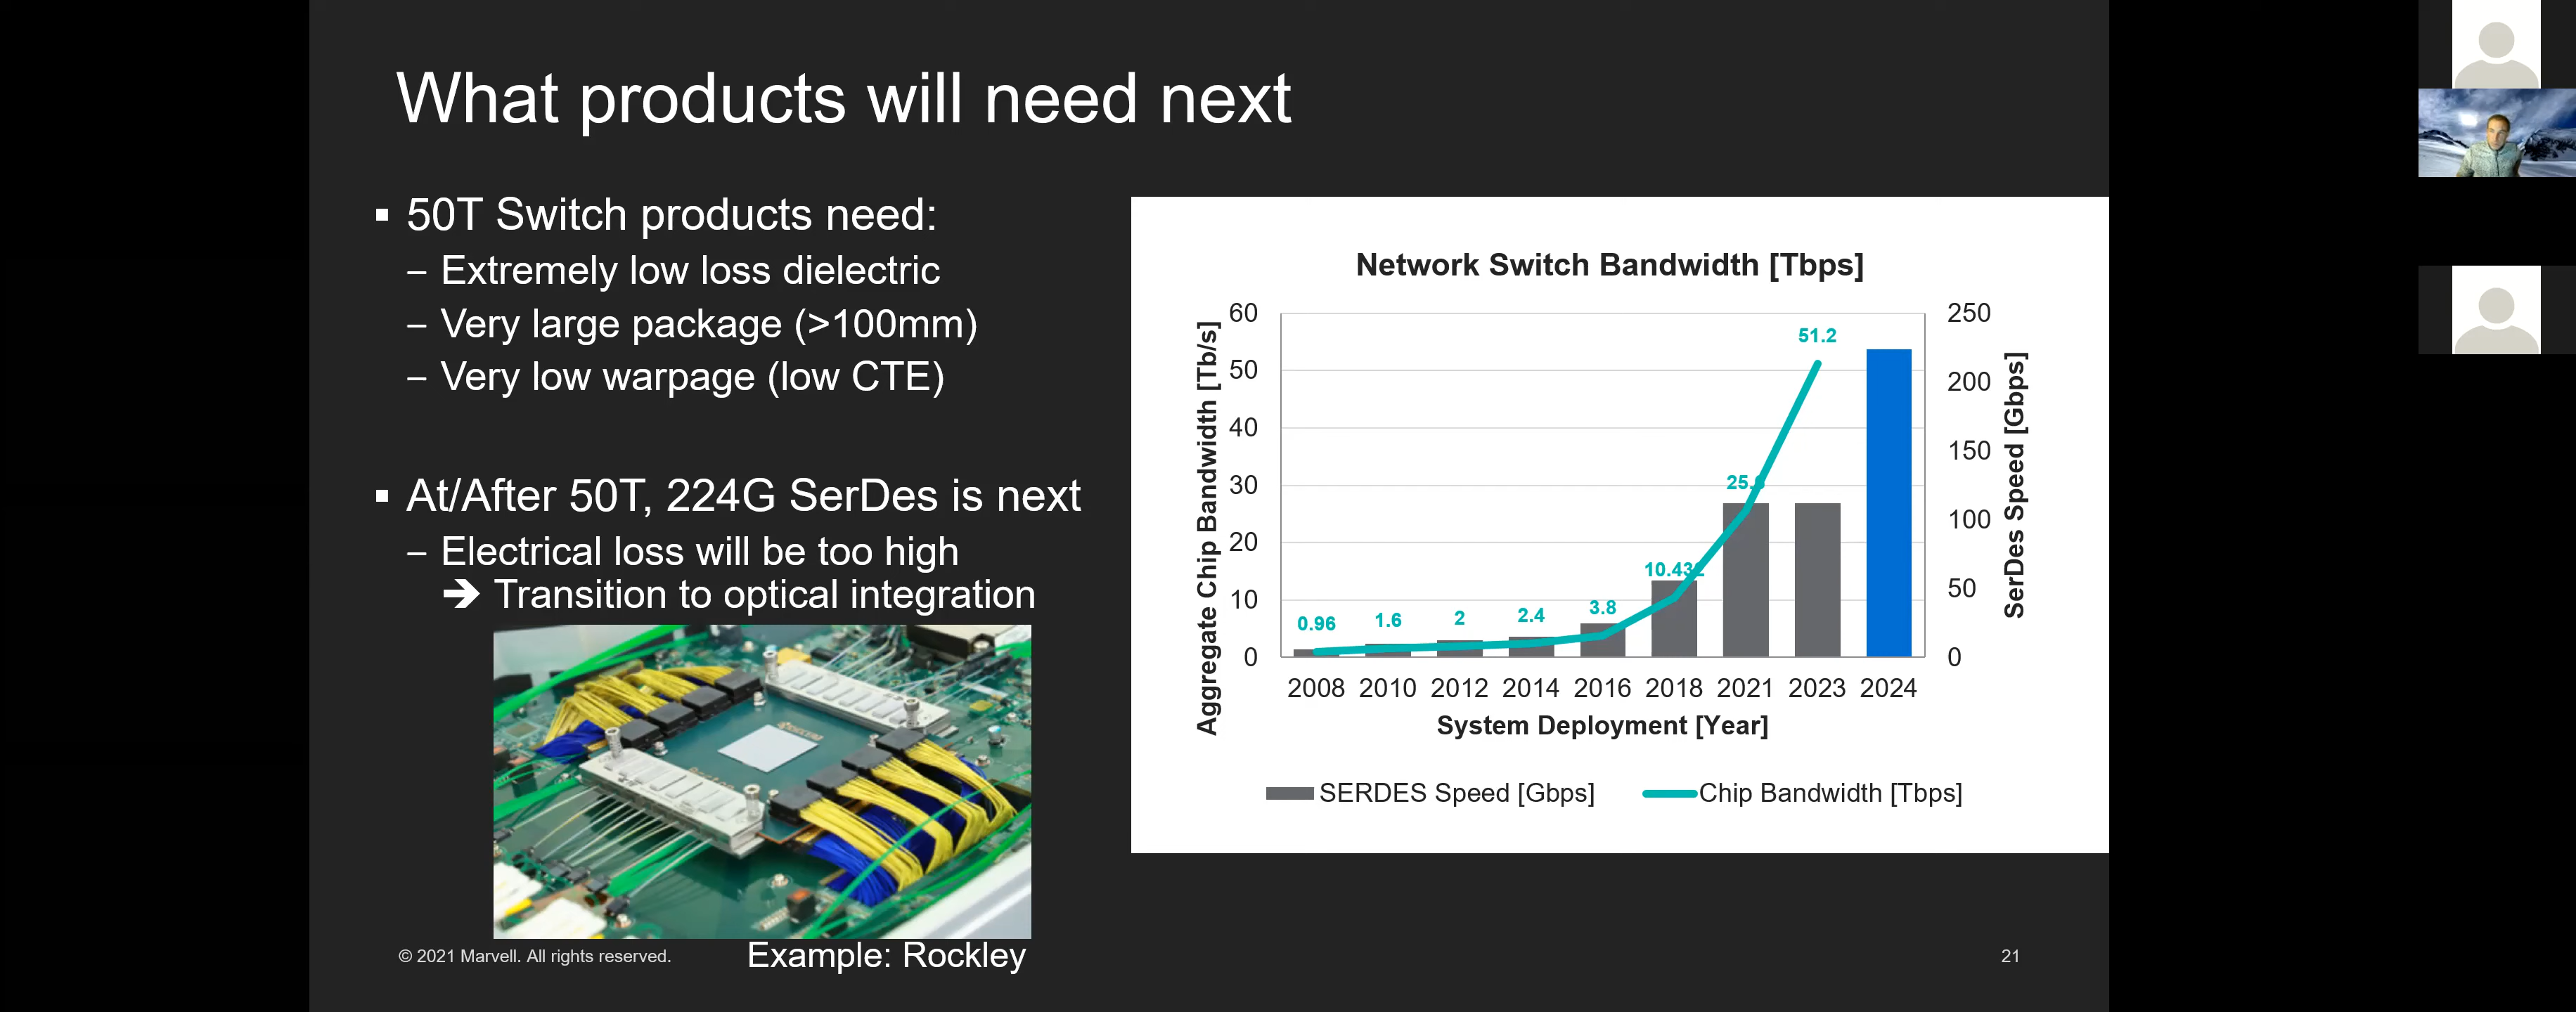 What products will need next
▪ 50T Switch products need:
– Extremely low loss dielectric
– Very large package (>100mm)
– Very low warpage (low CTE)
▪ At/After 50T, 224G SerDes is next
– Electrical loss will be too high
➔ Transition to optical integration
Example: Rockley
Network Switch Bandwidth [Tbps]
Aggregate Chip Bandwidth [Tb/s]
60
50
40
30
20
10
0
0.96
1.6
2
2.4
3.8
10.432
25.6
51.2
250
200
150
100
50
0
SerDes Speed [Gbps]
2008 2010 2012 2014 2016 2018 2021 2023 2024
System Deployment [Year]
SERDES Speed [Gbps] Chip Bandwidth [Tbps]
© 2021 Marvell. All rights reserved.
21